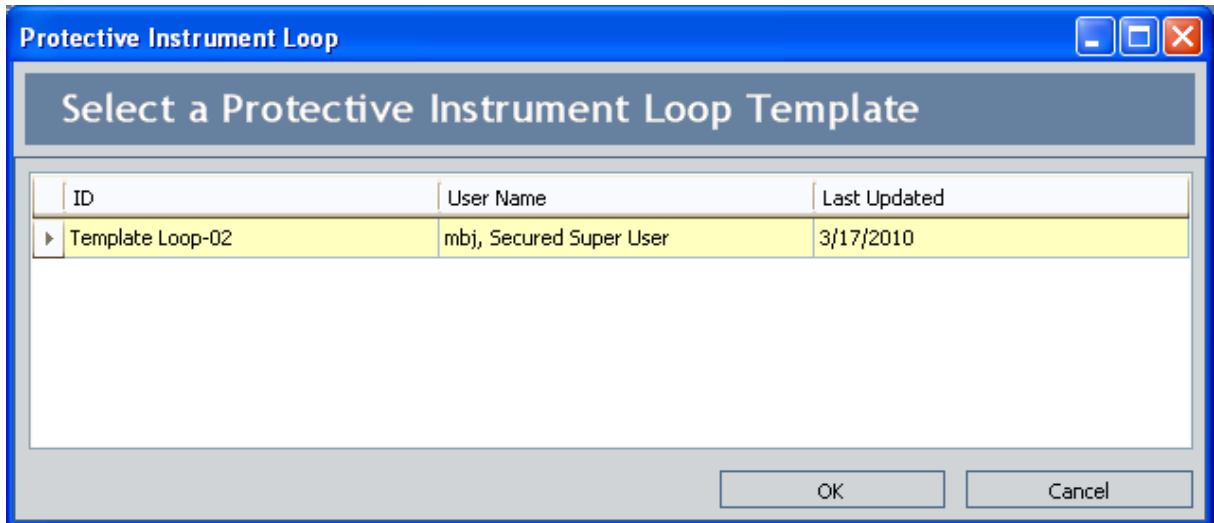 Protective Instrument Loop
Select a Protective Instrument Loop Template
ID User Name Last Updated
Template Loop-02 mbj, Secured Super User 3/17/2010
OK Cancel